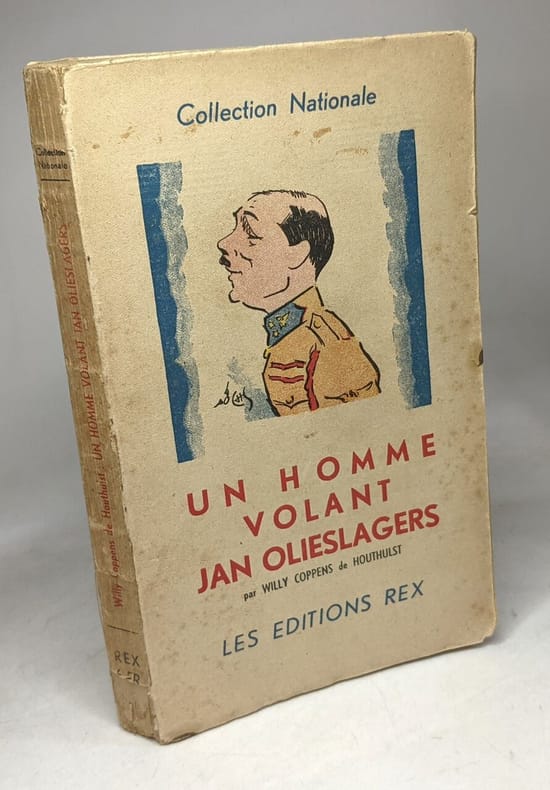 Collection Nationale
UN HOMME
VOLANT
JAN OLIESLAGERS
par WILLY COPPENS de HOUTHULST
LES EDITIONS REX
Collection
Nationale
Willy Coppens de Houthulst. UN HOMME VOLANT JAN OLIESLAGERS
REX